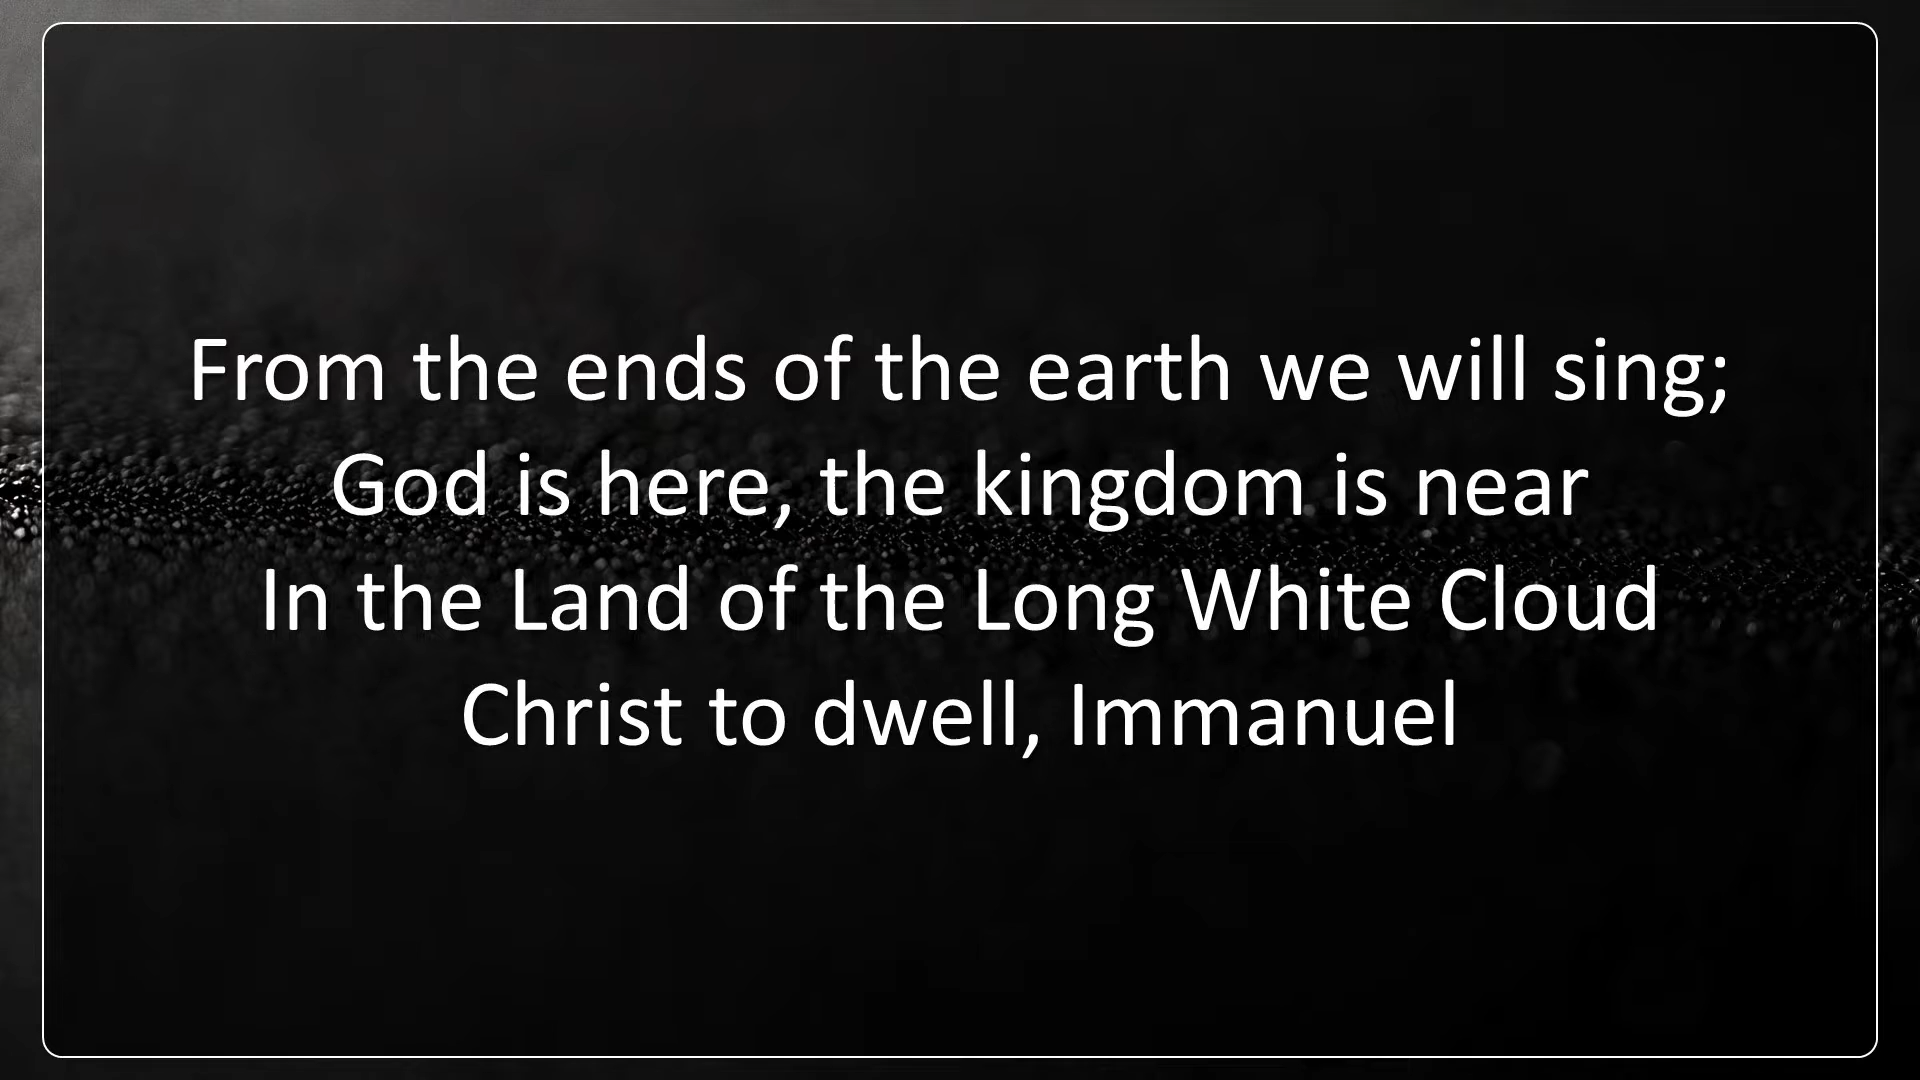 From the ends of the earth we will sing;
God is here, the kingdom is near
In the Land of the Long White Cloud
Christ to dwell, Immanuel